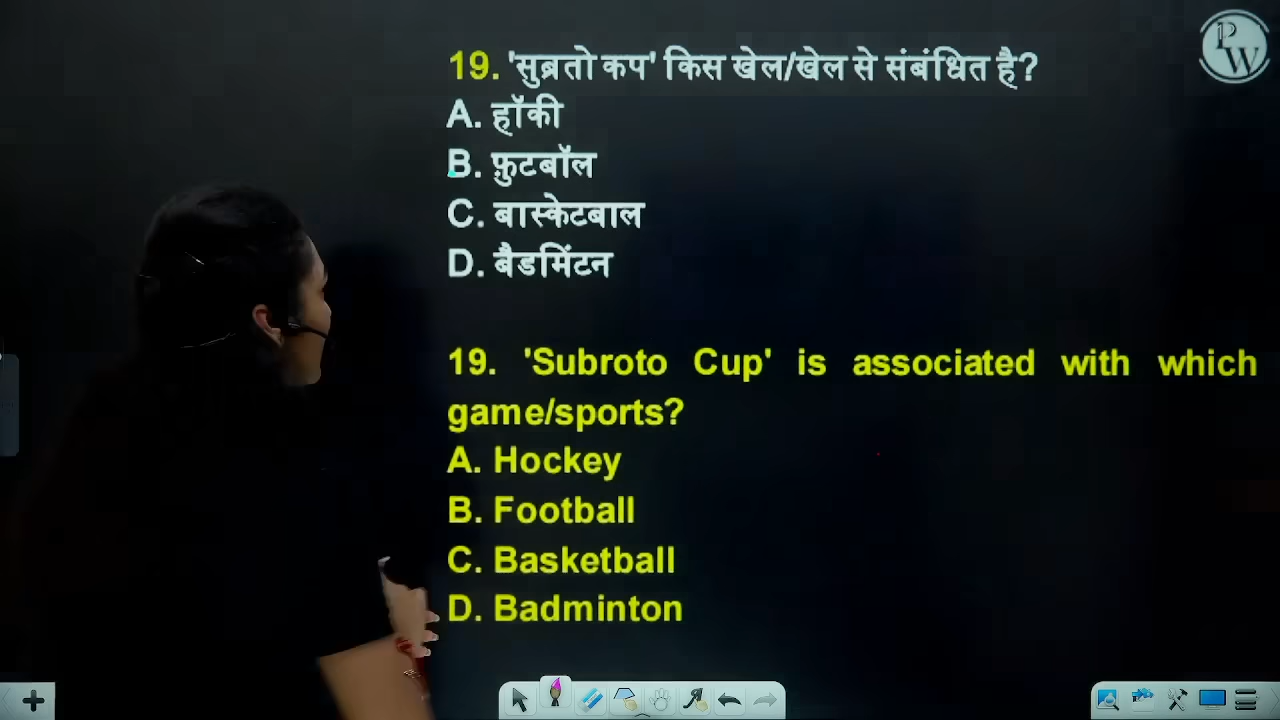 PW
19. 'सुब्रतो कप' किस खेल/खेल से संबंधित है?
A. हॉकी
B. फ़ुटबॉल
C. बास्केटबाल
D. बैडमिंटन
19. 'Subroto Cup' is associated with which
game/sports?
A. Hockey
B. Football
C. Basketball
D. Badminton